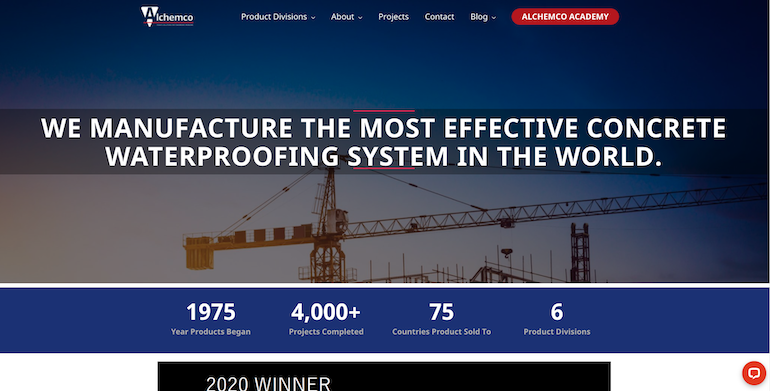 Alchemco
Product Divisions
About
Projects
Contact
Blog
ALCHEMCO ACADEMY
WE MANUFACTURE THE MOST EFFECTIVE CONCRETE
WATERPROOFING SYSTEM IN THE WORLD.
1975
4,000+
75
6
Year Products Began
Projects Completed
Countries Product Sold To
Product Divisions
2020 WINNER